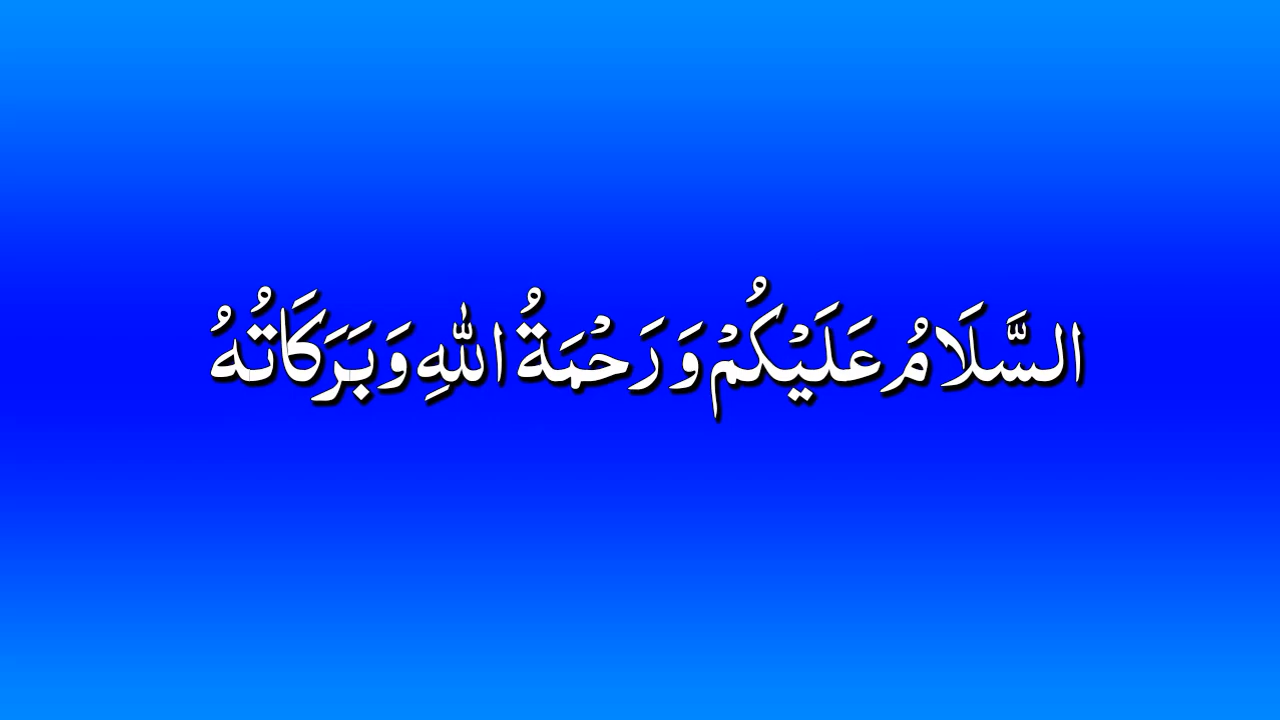 السَّلَامُ عَلَيْكُمْ وَرَحْمَةُ اللهِ وَبَرَكَاتُهُ